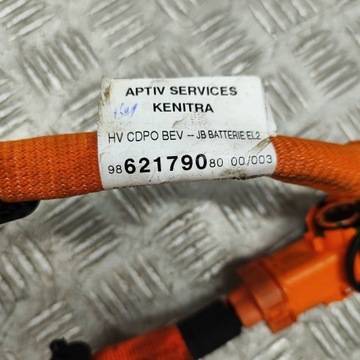 APTIV SERVICES
KENITRA
HV CDPO BEV -- JB BATTERIE EL2
9862179080 00/003